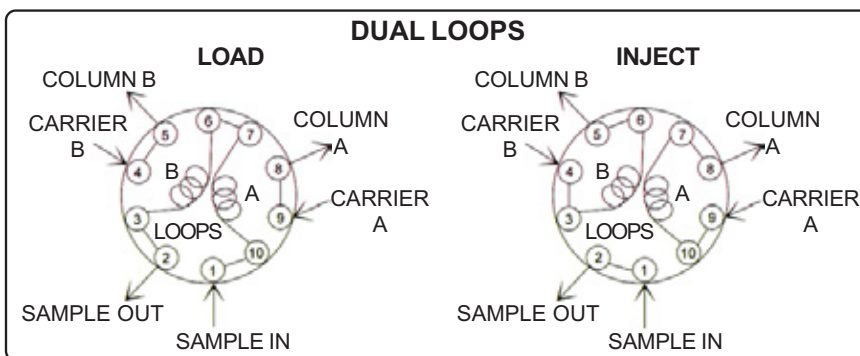 DUAL LOOPS
LOAD
COLUMN B
CARRIER
B
COLUMN
A
CARRIER
A
B
A
LOOPS
SAMPLE OUT
SAMPLE IN
6
7
5
8
4
9
3
10
2
1
INJECT
COLUMN B
CARRIER
B
COLUMN
A
CARRIER
A
B
A
LOOPS
SAMPLE OUT
SAMPLE IN
6
7
5
8
4
9
3
10
2
1